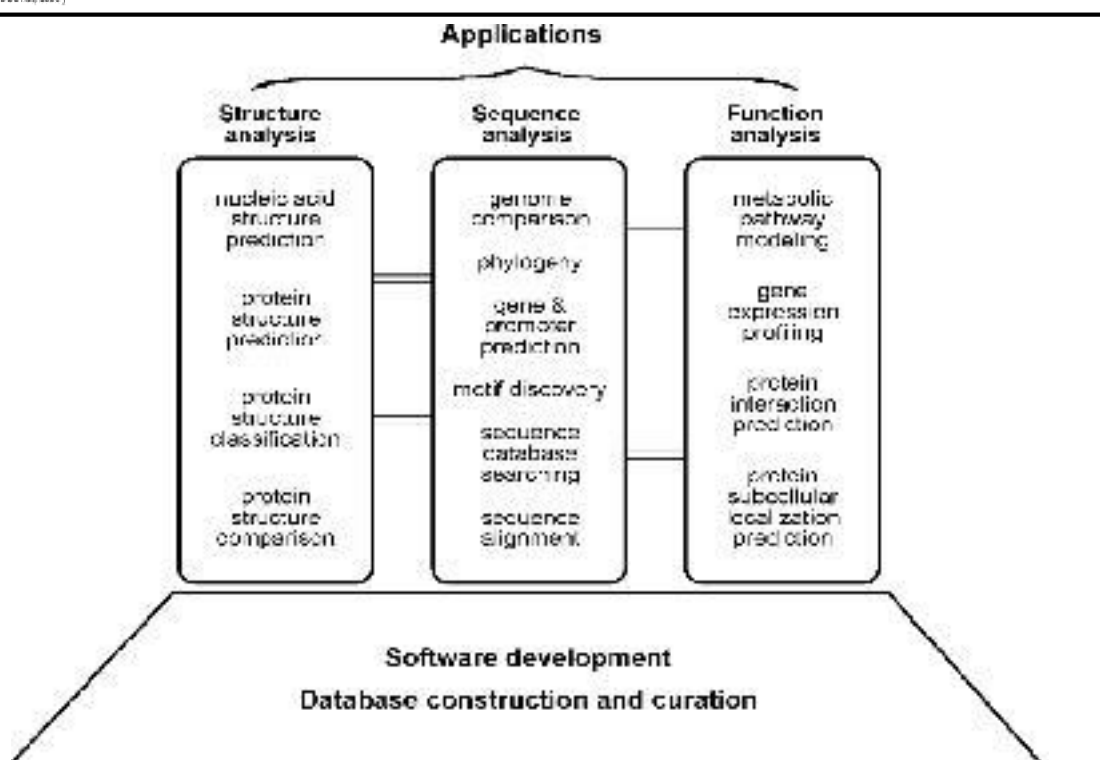 Applications
Structure
analysis
Sequence
analysis
Function
analysis
nucleic acid
structure
prediction
protein
structure
prediction
protein
structure
classification
protein
structure
comparison
genome
comparison
phylogeny
gene &
promoter
prediction
motif discovery
sequence
database
searching
sequence
alignment
metabolic
pathway
modeling
gene
expression
profiling
protein
interaction
prediction
protein
subcellular
localization
prediction
Software development
Database construction and curation